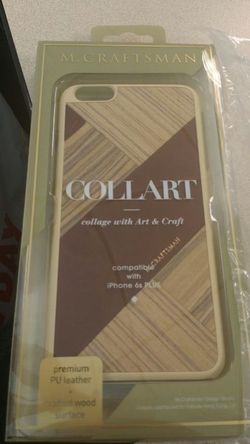 M.CRAFTSMAN
COLLART
collage with Art & Craft
M.CRAFTSMAN
compatible
with
iPhone 6s PLUS
premium
PU leather
+
wood
surface